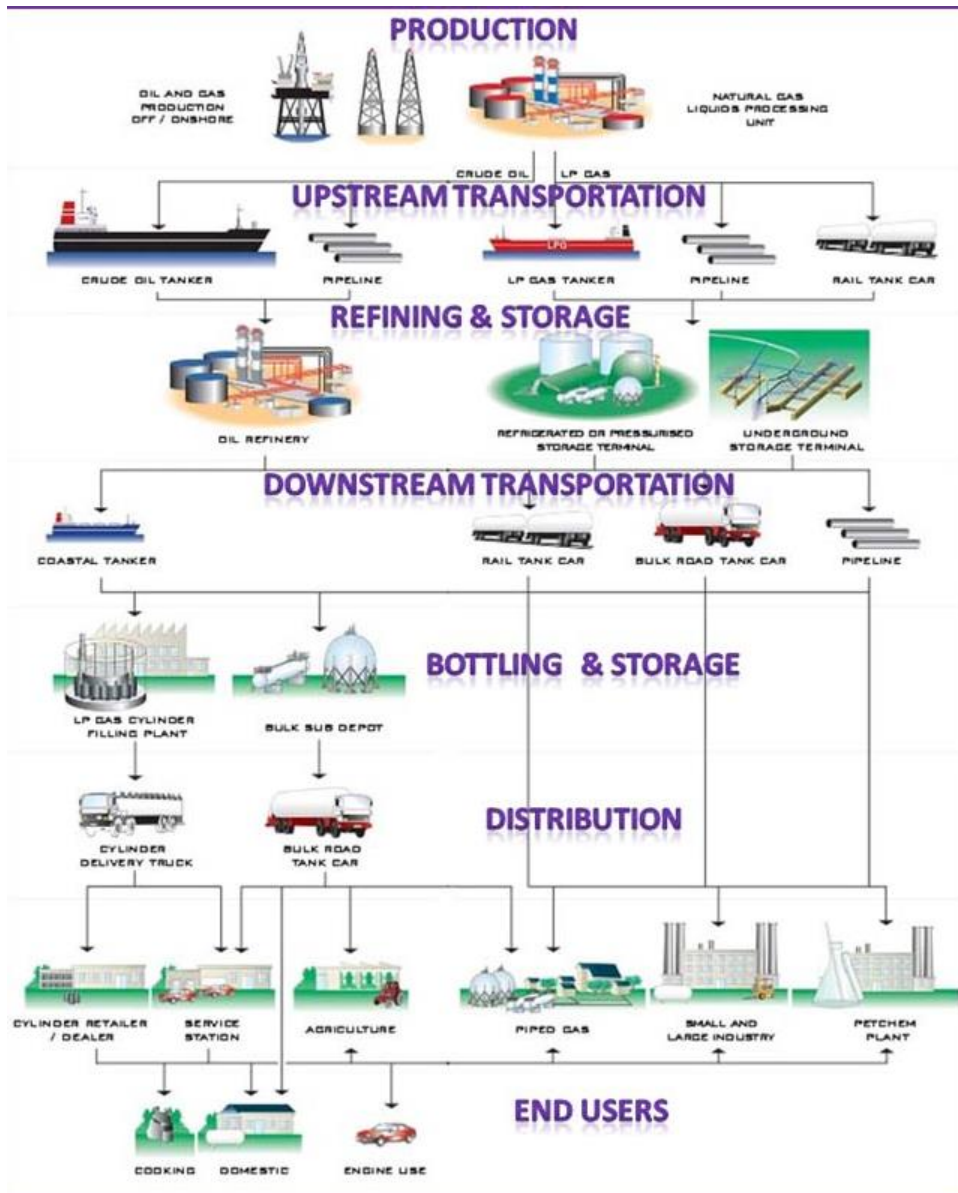 PRODUCTION
OIL AND GAS
PRODUCTION
OFF / ONSHORE
NATURAL GAS
LIQUIDS PROCESSING
UNIT
CRUDE OIL
LP GAS
UPSTREAM TRANSPORTATION
LPG
CRUDE OIL TANKER
PIPELINE
LP GAS TANKER
PIPELINE
RAIL TANK CAR
REFINING & STORAGE
OIL REFINERY
REFRIGERATED OR PRESSURISED
STORAGE TERMINAL
UNDERGROUND
STORAGE TERMINAL
DOWNSTREAM TRANSPORTATION
COASTAL TANKER
RAIL TANK CAR
BULK ROAD TANK CAR
PIPELINE
BOTTLING & STORAGE
LP GAS CYLINDER
FILLING PLANT
BULK SUB DEPOT
DISTRIBUTION
CYLINDER
DELIVERY TRUCK
BULK ROAD
TANK CAR
CYLINDER RETAILER
/ DEALER
SERVICE
STATION
AGRICULTURE
PIPED GAS
SMALL AND
LARGE INDUSTRY
PETCHEM
PLANT
END USERS
COOKING
DOMESTIC
ENGINE USE